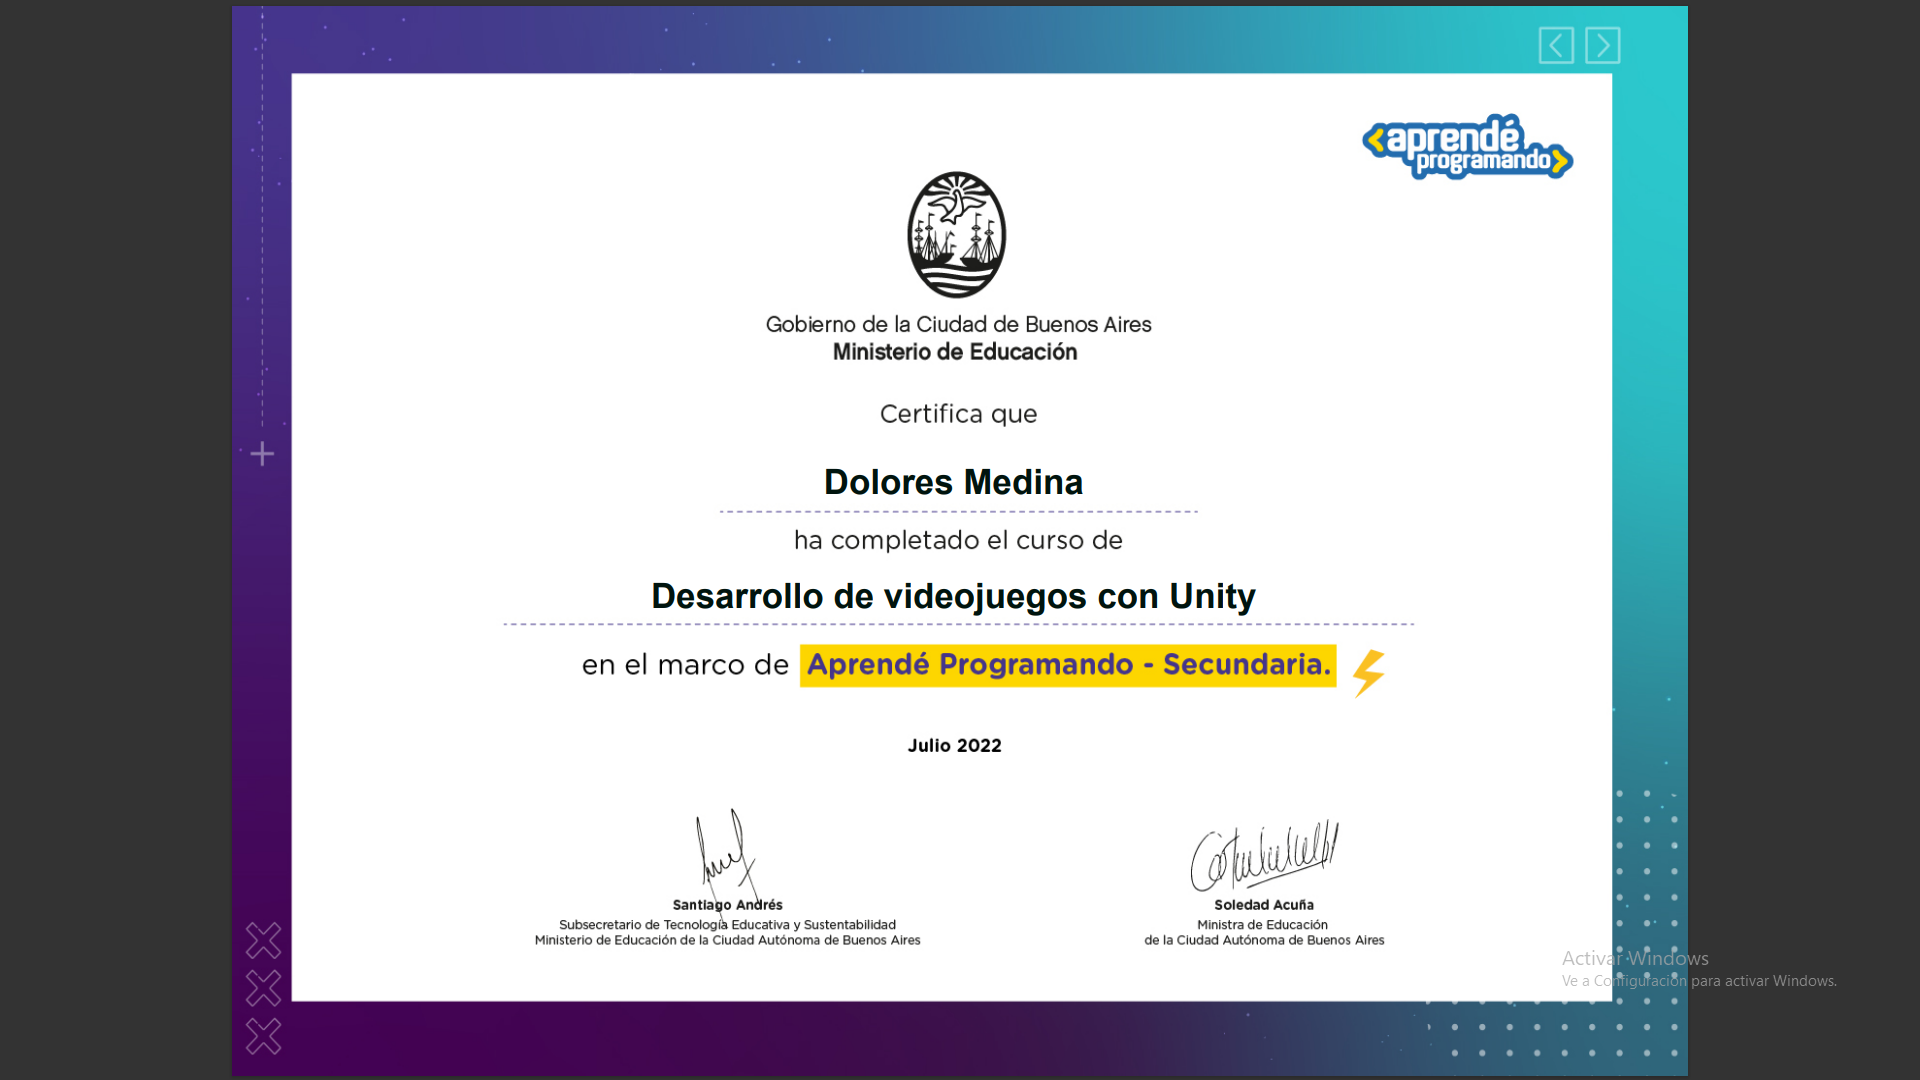 aprendé
programando
Gobierno de la Ciudad de Buenos Aires
Ministerio de Educación
Certifica que
Dolores Medina
ha completado el curso de
Desarrollo de videojuegos con Unity
en el marco de Aprendé Programando - Secundaria.
Julio 2022
Santiago Andrés
Subsecretario de Tecnología Educativa y Sustentabilidad
Ministerio de Educación de la Ciudad Autónoma de Buenos Aires
Soledad Acuña
Ministra de Educación
de la Ciudad Autónoma de Buenos Aires
Activar Windows
Ve a Configuración para activar Windows.